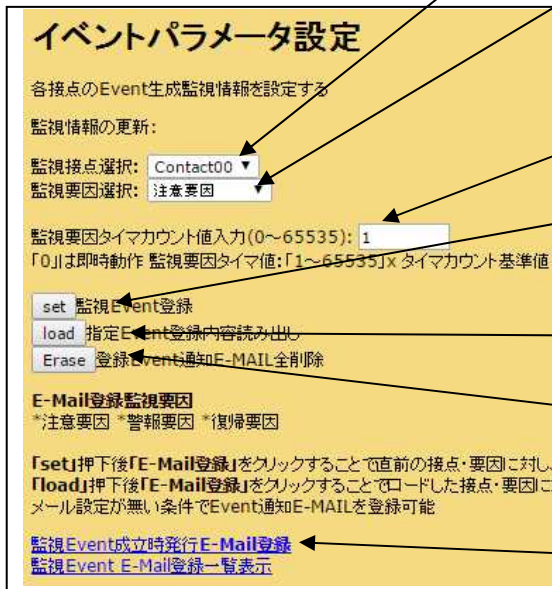 イベントパラメータ設定
各接点のEvent生成監視情報を設定する
監視情報の更新:
監視接点選択: Contact00
監視要因選択: 注意要因
監視要因タイマカウント値入力(0～65535): 1
「0」は即時動作 監視要因タイマ値:「1～65535」x タイマカウント基準値
set 監視Event登録
load 指定Event登録内容読み出し
Erase 登録Event通知E-MAIL全削除
E-Mail登録監視要因
*注意要因 *警報要因 *復帰要因
「set」押下後「E-Mail登録」をクリックすることで直前の接点・要因に対し、
「load」押下後「E-Mail登録」をクリックすることでロードした接点・要因に
メール設定が無い条件でEvent通知E-MAILを登録可能
監視Event成立時発行E-Mail登録
監視Event E-Mail登録一覧表示